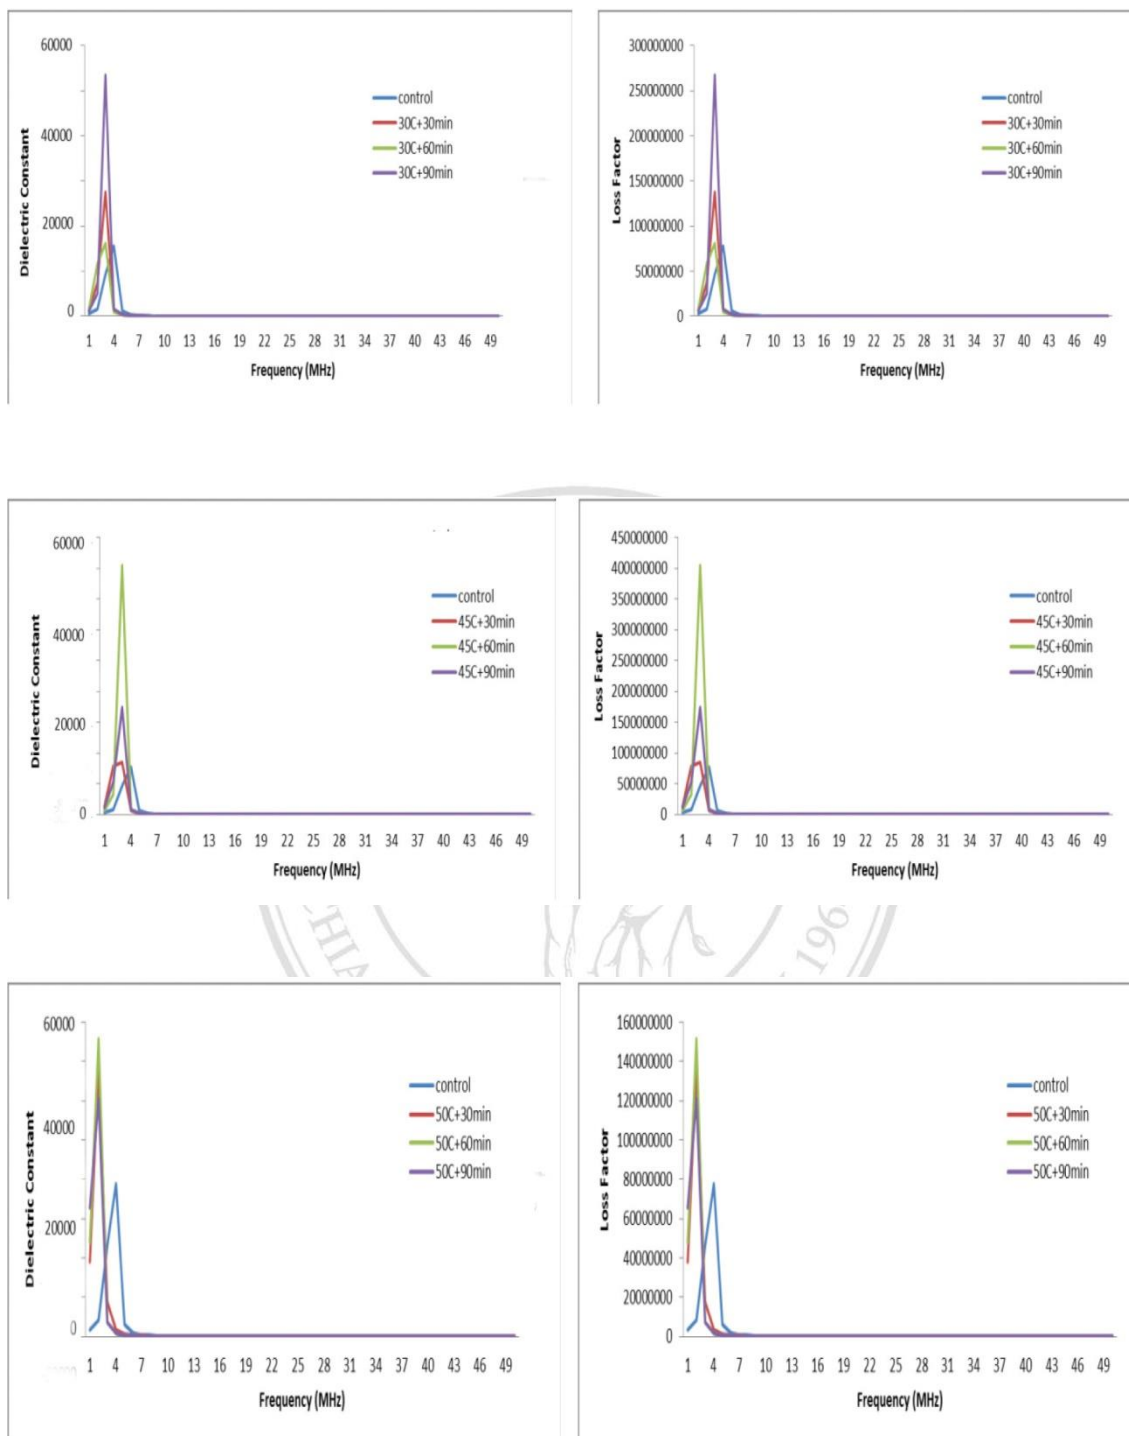 60000
40000
20000
0
Dielectric Constant
control
30C+30min
30C+60min
30C+90min
1 4 7 10 13 16 19 22 25 28 31 34 37 40 43 46 49
Frequency (MHz)
300000000
250000000
200000000
150000000
100000000
50000000
0
Loss Factor
control
30C+30min
30C+60min
30C+90min
1 4 7 10 13 16 19 22 25 28 31 34 37 40 43 46 49
Frequency (MHz)
60000
40000
20000
0
Dielectric Constant
control
45C+30min
45C+60min
45C+90min
1 4 7 10 13 16 19 22 25 28 31 34 37 40 43 46 49
Frequency (MHz)
450000000
400000000
350000000
300000000
250000000
200000000
150000000
100000000
50000000
0
Loss Factor
control
45C+30min
45C+60min
45C+90min
1 4 7 10 13 16 19 22 25 28 31 34 37 40 43 46 49
Frequency (MHz)
CHIA
196
60000
40000
20000
0
Dielectric Constant
control
50C+30min
50C+60min
50C+90min
1 4 7 10 13 16 19 22 25 28 31 34 37 40 43 46 49
Frequency (MHz)
160000000
140000000
120000000
100000000
80000000
60000000
40000000
20000000
0
Loss Factor
control
50C+30min
50C+60min
50C+90min
1 4 7 10 13 16 19 22 25 28 31 34 37 40 43 46 49
Frequency (MHz)